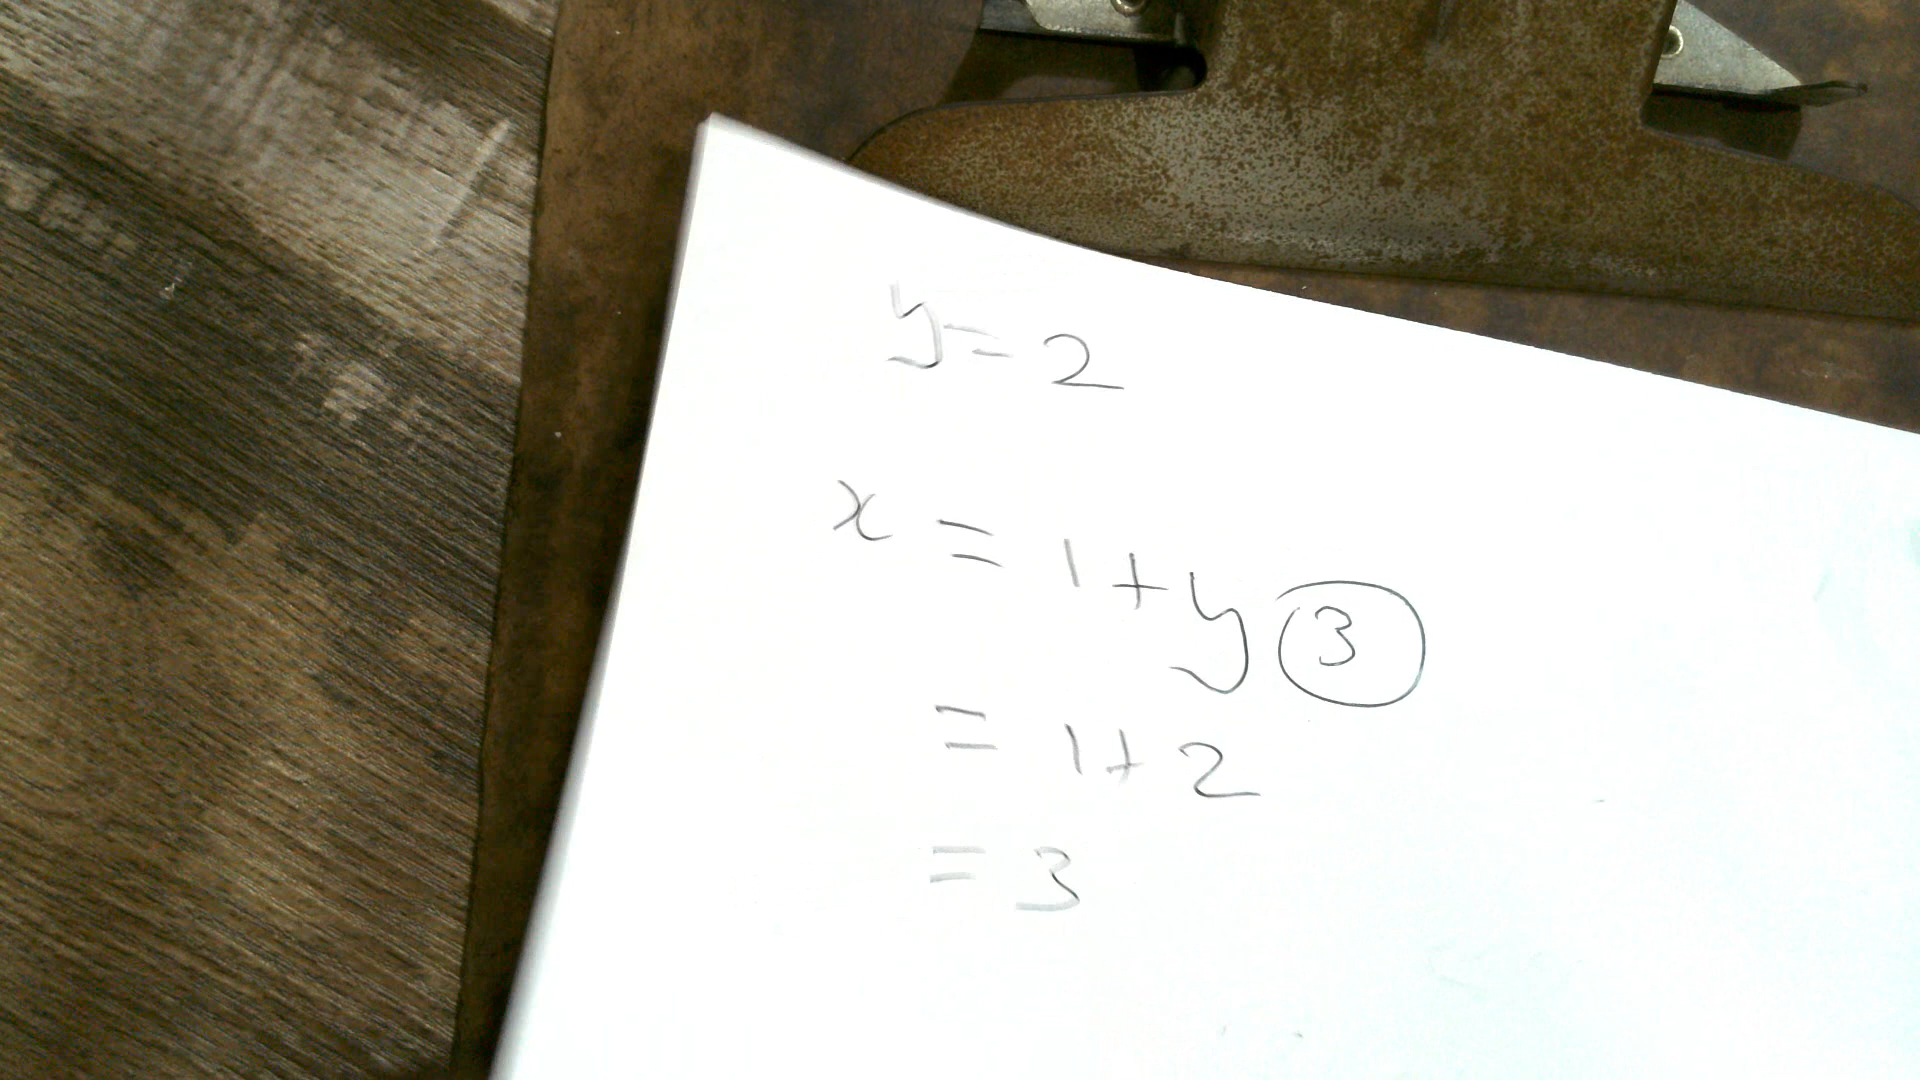 y = 2
x = 1 + y ③
= 1 + 2
= 3